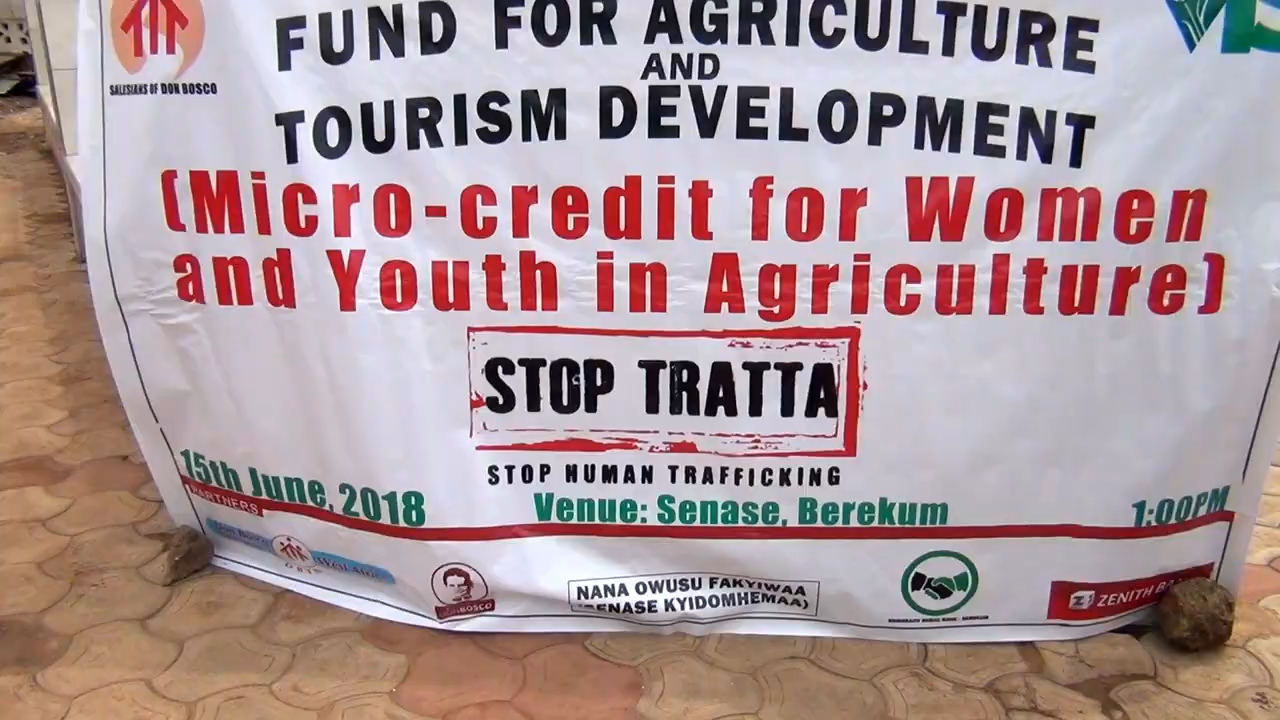 FUND FOR AGRICULTURE
AND
TOURISM DEVELOPMENT
SALESIANS OF DON BOSCO
(Micro-credit for Women
and Youth in Agriculture)
STOP TRATTA
STOP HUMAN TRAFFICKING
15th June, 2018
Venue: Senase, Berekum
1:00PM
PARTNERS
NANA OWUSU FAKYIWAA
(SENASE KYIDOMHEMAA)
ZENITH